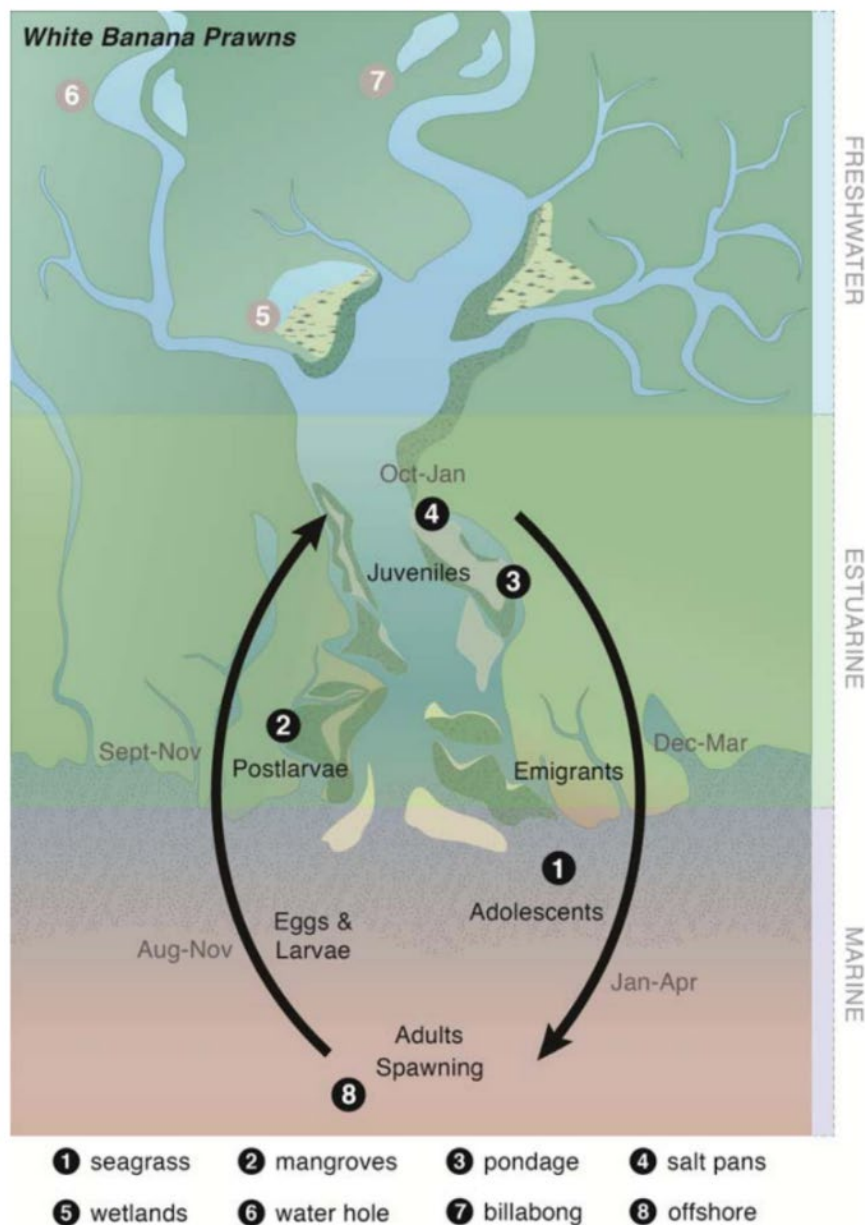 White Banana Prawns
6
7
5
FRESHWATER
Oct-Jan
4
Juveniles
3
ESTUARINE
2
Sept-Nov
Postlarvae
Dec-Mar
Emigrants
1
Adolescents
Eggs &
Larvae
Aug-Nov
Jan-Apr
MARINE
Adults
Spawning
8
1 seagrass 2 mangroves 3 pondage 4 salt pans
5 wetlands 6 water hole 7 billabong 8 offshore